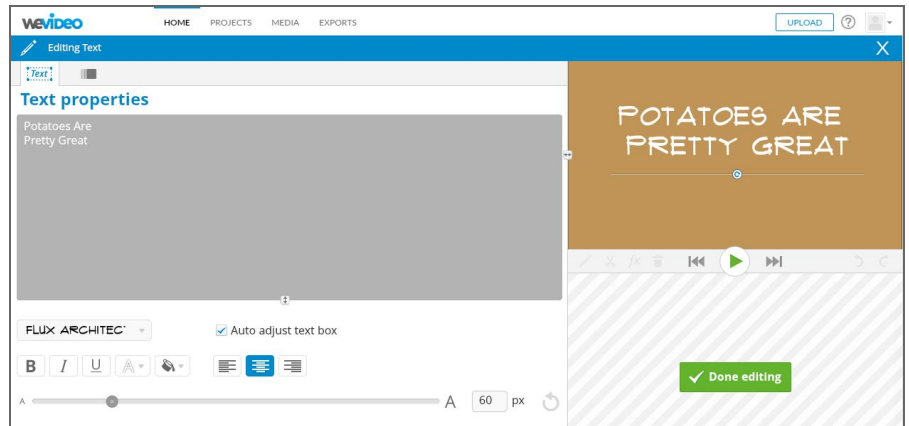 WeVideo HOME PROJECTS MEDIA EXPORTS UPLOAD ?
Editing Text X
Text
Text properties
Potatoes Are
Pretty Great
POTATOES ARE
PRETTY GREAT
fx
FLUX ARCHITEC Auto adjust text box
B I U A
A A 60 px
Done editing